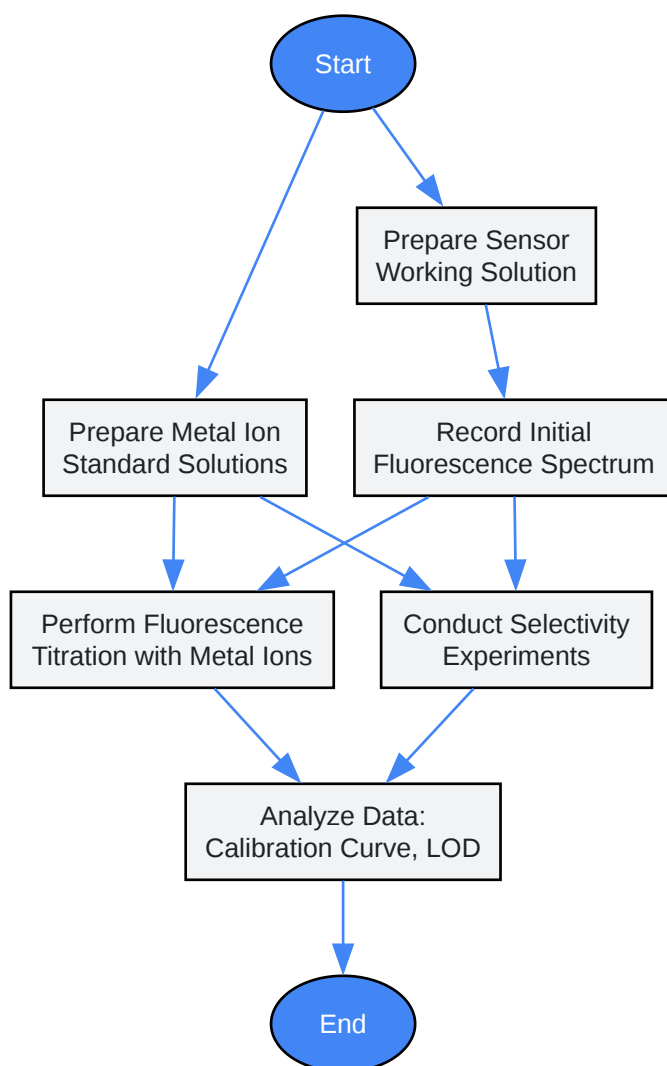 Start
Prepare Sensor
Working Solution
Prepare Metal Ion
Standard Solutions
Record Initial
Fluorescence Spectrum
Perform Fluorescence
Titration with Metal Ions
Conduct Selectivity
Experiments
Analyze Data:
Calibration Curve, LOD
End